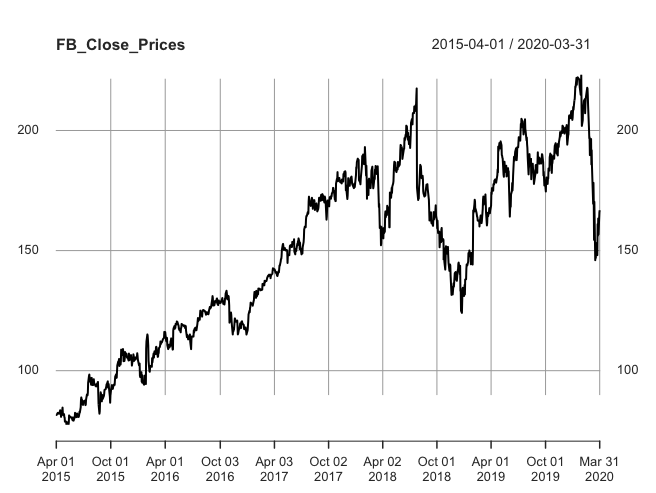 FB_Close_Prices 2015-04-01 / 2020-03-31
200 200
150 150
100 100
Apr 01 Oct 01 Apr 01 Oct 03 Apr 03 Oct 02 Apr 02 Oct 01 Apr 01 Oct 01 Mar 31
2015 2015 2016 2016 2017 2017 2018 2018 2019 2019 2020